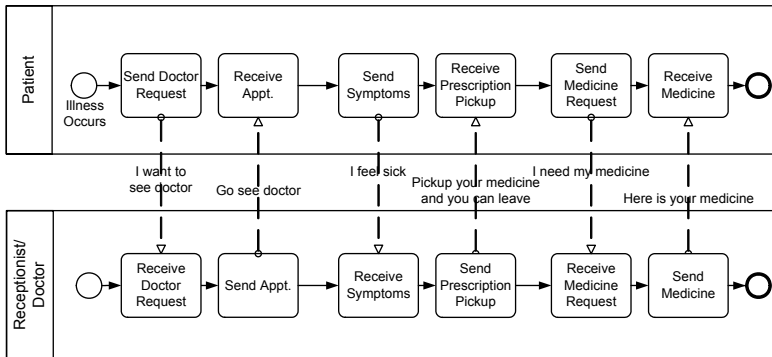 Patient
Illness
Occurs
Send Doctor
Request
Receive
Appt.
Send
Symptoms
Receive
Prescription
Pickup
Send
Medicine
Request
Receive
Medicine
I want to
see doctor
Go see doctor
I feel sick
Pickup your medicine
and you can leave
I need my medicine
Here is your medicine
Receptionist/
Doctor
Receive
Doctor
Request
Send Appt.
Receive
Symptoms
Send
Prescription
Pickup
Receive
Medicine
Request
Send
Medicine